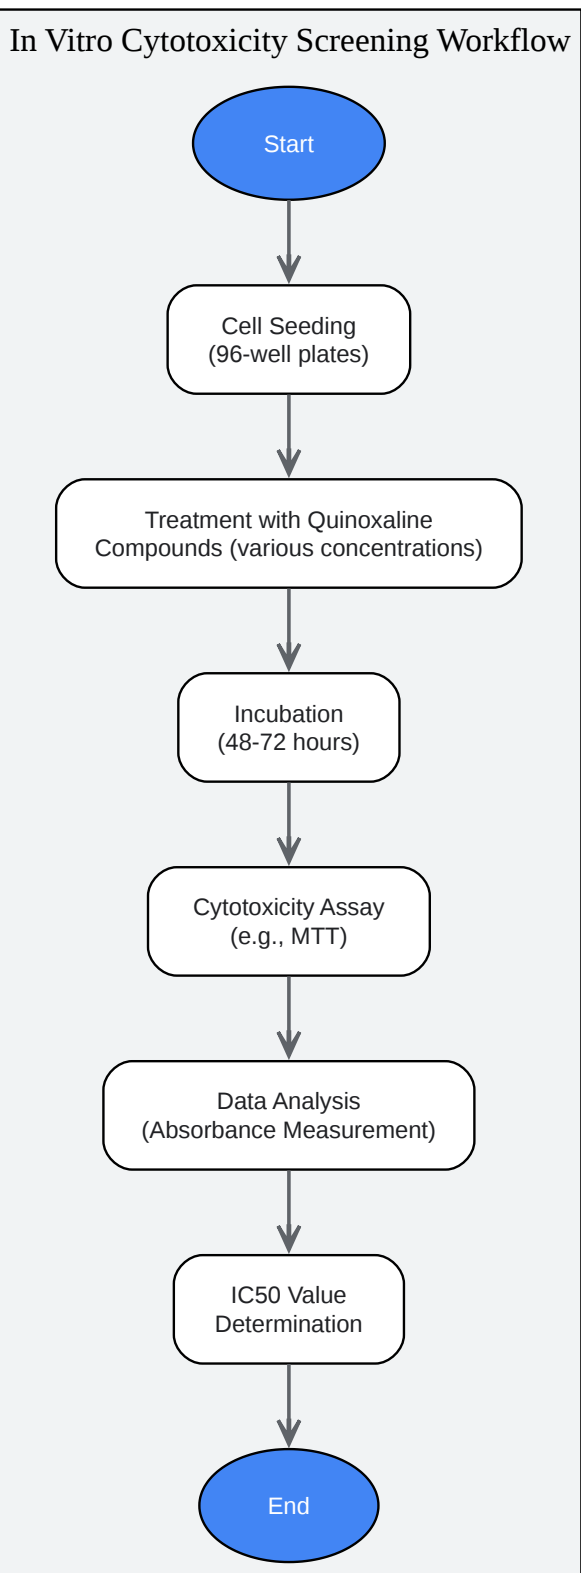 In Vitro Cytotoxicity Screening Workflow
Start
Cell Seeding
(96-well plates)
Treatment with Quinoxaline
Compounds (various concentrations)
Incubation
(48-72 hours)
Cytotoxicity Assay
(e.g., MTT)
Data Analysis
(Absorbance Measurement)
IC50 Value
Determination
End